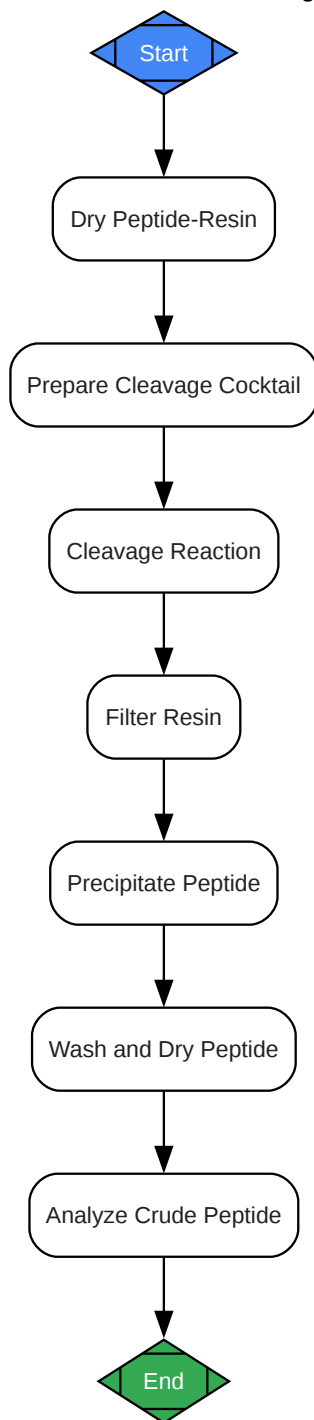 Start
Dry Peptide-Resin
Prepare Cleavage Cocktail
Cleavage Reaction
Filter Resin
Precipitate Peptide
Wash and Dry Peptide
Analyze Crude Peptide
End